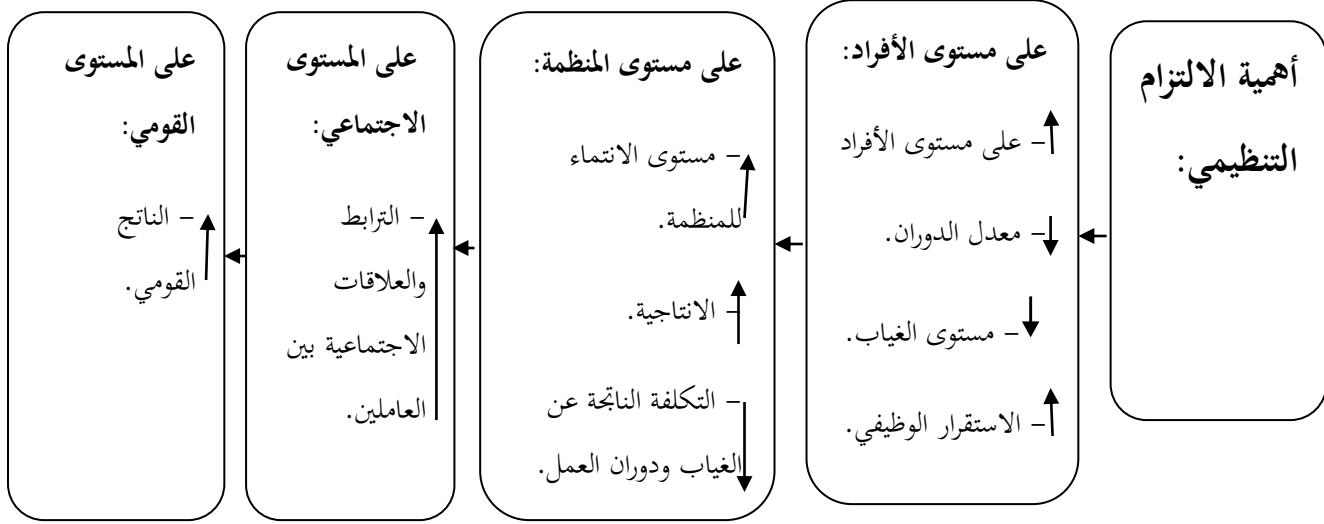 أهمية الالتزام
التنظيمي:
على مستوى الأفراد:
– على مستوى الأفراد
– معدل الدوران.
– مستوى الغياب.
– الاستقرار الوظيفي.
على مستوى المنظمة:
– مستوى الانتماء
للمنظمة.
– الانتاجية.
– التكلفة الناتجة عن
الغياب ودوران العمل.
على المستوى
الاجتماعي:
– الترابط
والعلاقات
الاجتماعية بين
العاملين.
على المستوى
القومي:
– الناتج
القومي.